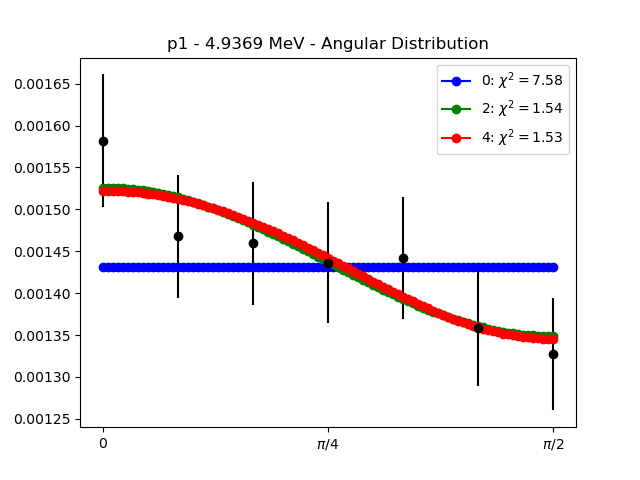 p1 - 4.9369 MeV - Angular Distribution
0: χ² = 7.58
2: χ² = 1.54
4: χ² = 1.53
0.00165
0.00160
0.00155
0.00150
0.00145
0.00140
0.00135
0.00130
0.00125
0
π/4
π/2